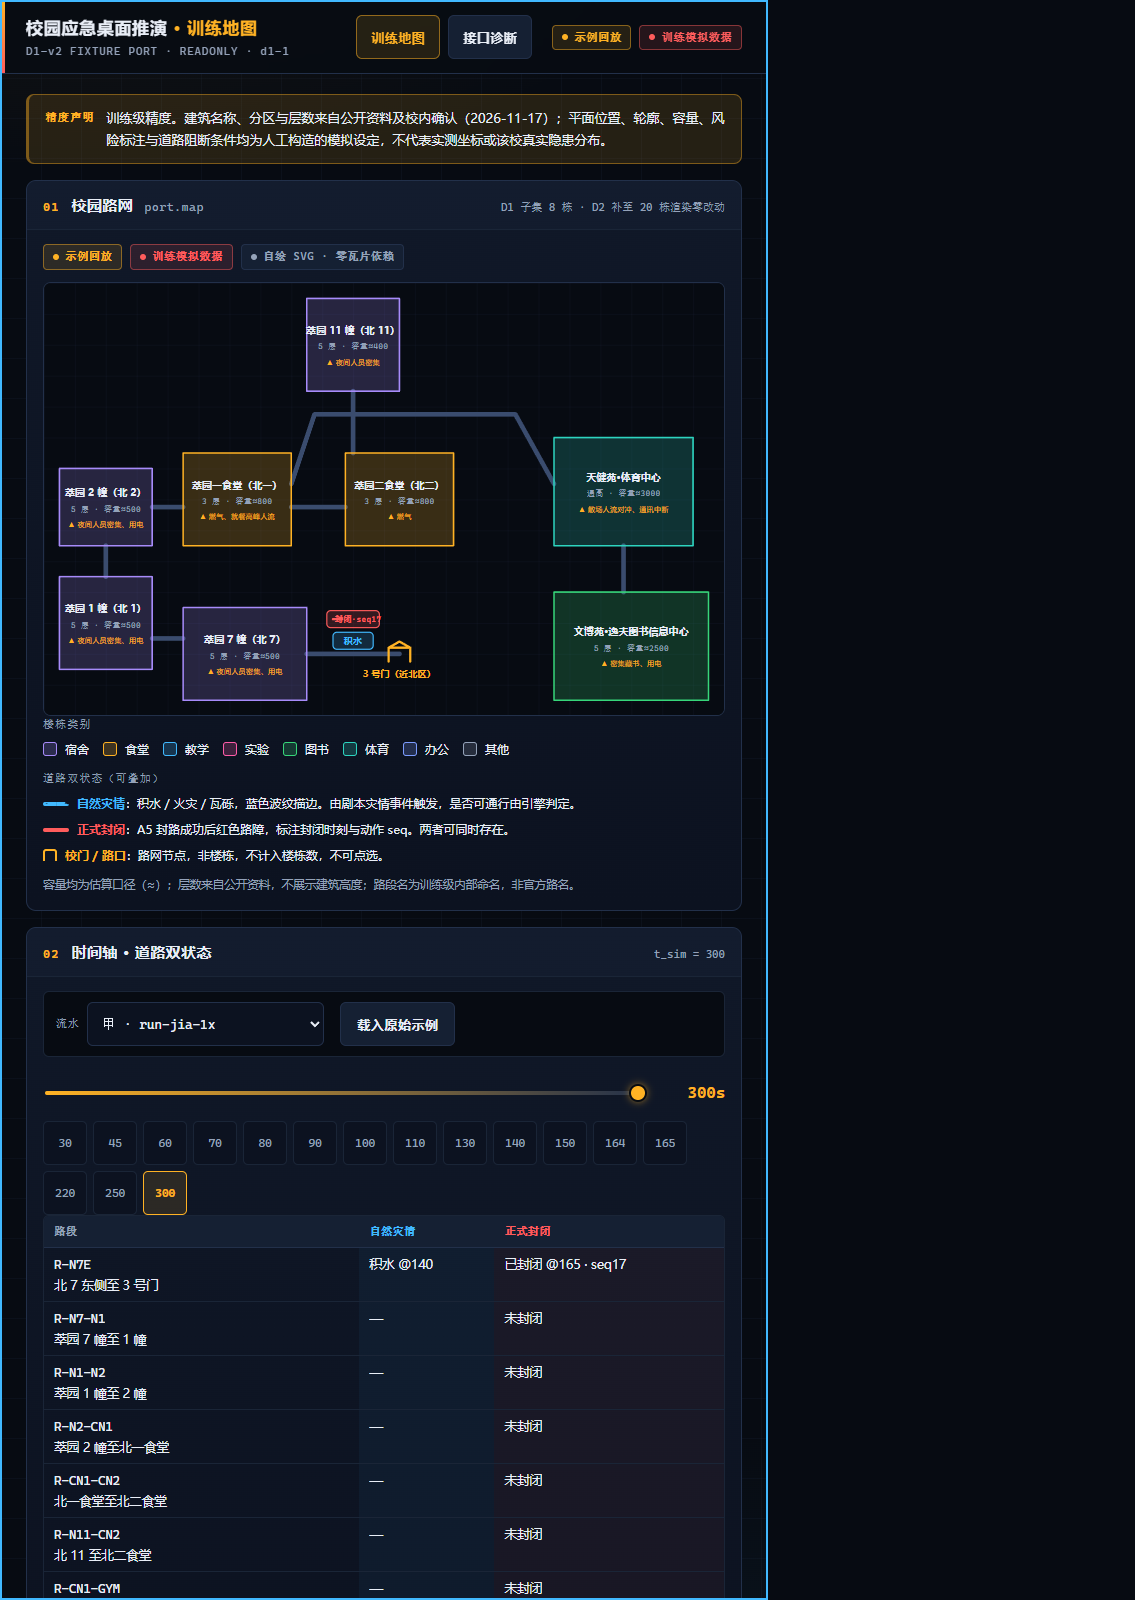 校园应急桌面推演 · 训练地图
D1-v2 FIXTURE PORT · READONLY · d1-1
训练地图
接口诊断
示例回放
训练模拟数据
精度声明
训练级精度。建筑名称、分区与层数来自公开资料及校内确认（2026-11-17）；平面位置、轮廓、容量、风
险标注与道路阻断条件均为人工构造的模拟设定，不代表实测坐标或该校真实隐患分布。
01 校园路网 port.map
D1 子集 8 栋 · D2 补至 20 栋渲染零改动
示例回放
训练模拟数据
自绘 SVG · 零瓦片依赖
萃园 11 幢（北 11）
5 层 · 容量≈400
▲ 夜间人员密集
天健苑·体育中心
通高 · 容量≈3000
▲ 散场人流对冲、通讯中断
萃园一食堂（北一）
3 层 · 容量≈800
▲ 燃气、就餐高峰人流
萃园二食堂（北二）
3 层 · 容量≈800
▲ 燃气
萃园 2 幢（北 2）
5 层 · 容量≈500
▲ 夜间人员密集、用电
萃园 1 幢（北 1）
5 层 · 容量≈500
▲ 夜间人员密集、用电
萃园 7 幢（北 7）
5 层 · 容量≈500
▲ 夜间人员密集、用电
封闭·seq17
积水
3 号门（近北区）
文博苑·逸夫图书信息中心
5 层 · 容量≈2500
▲ 密集藏书、用电
楼栋类别
宿舍 食堂 教学 实验 图书 体育 办公 其他
道路双状态（可叠加）
自然灾情：积水 / 火灾 / 瓦砾，蓝色波纹描边。由剧本灾情事件触发，是否可通行由引擎判定。
正式封闭：A5 封路成功后红色路障，标注封闭时刻与动作 seq。两者可同时存在。
校门 / 路口：路网节点，非楼栋，不计入楼栋数，不可点选。
容量均为估算口径（≈）；层数来自公开资料，不展示建筑高度；路段名为训练级内部命名，非官方路名。
02 时间轴 · 道路双状态
t_sim = 300
流水
甲 · run-jia-1x
载入原始示例
300s
30 45 60 70 80 90 100 110 130 140 150 164 165
220 250 300
路段 自然灾情 正式封闭
R-N7E 积水 @140 已封闭 @165 · seq17
北 7 东侧至 3 号门
R-N7-N1 — 未封闭
萃园 7 幢至 1 幢
R-N1-N2 — 未封闭
萃园 1 幢至 2 幢
R-N2-CN1 — 未封闭
萃园 2 幢至北一食堂
R-CN1-CN2 — 未封闭
北一食堂至北二食堂
R-N11-CN2 — 未封闭
北 11 至北二食堂
R-CN1-GYM — 未封闭